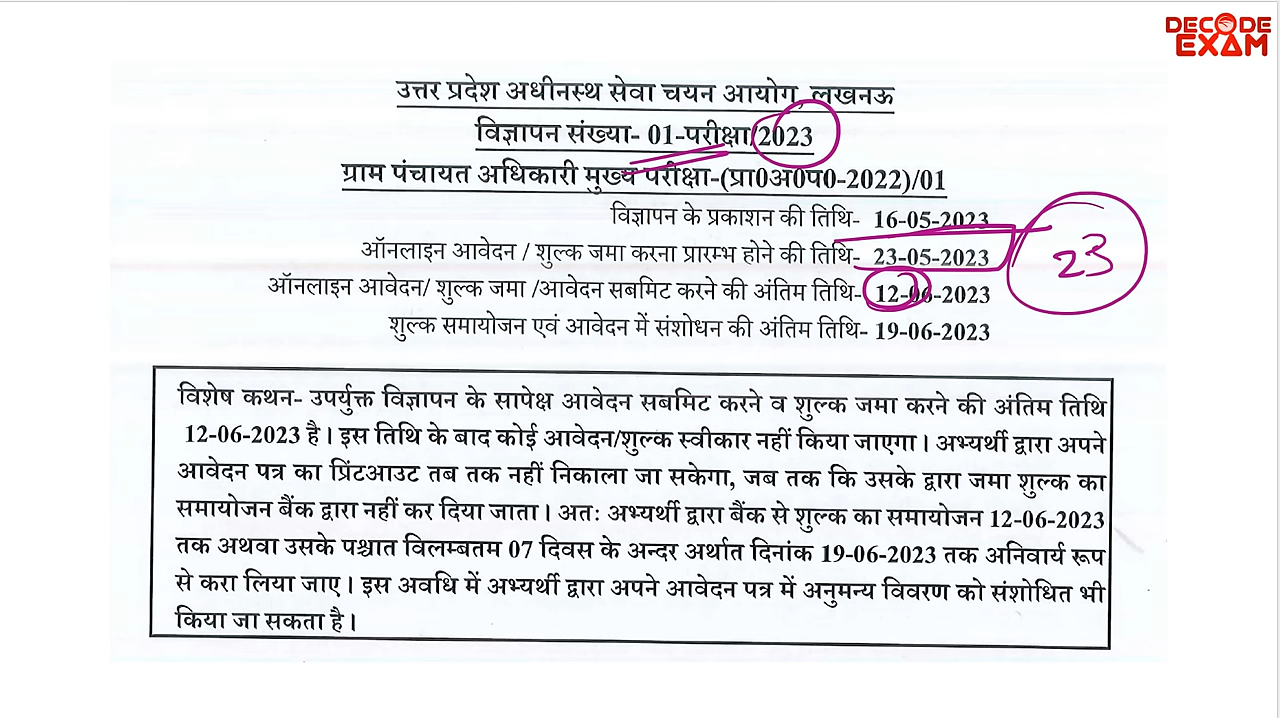 DECODE
EXAM
उत्तर प्रदेश अधीनस्थ सेवा चयन आयोग, लखनऊ
विज्ञापन संख्या- 01-परीक्षा/2023
ग्राम पंचायत अधिकारी मुख्य परीक्षा-(प्रा0अ0प0-2022)/01
विज्ञापन के प्रकाशन की तिथि- 16-05-2023
ऑनलाइन आवेदन / शुल्क जमा करना प्रारम्भ होने की तिथि- 23-05-2023
23
ऑनलाइन आवेदन/ शुल्क जमा /आवेदन सबमिट करने की अंतिम तिथि- 12-06-2023
शुल्क समायोजन एवं आवेदन में संशोधन की अंतिम तिथि- 19-06-2023
विशेष कथन- उपर्युक्त विज्ञापन के सापेक्ष आवेदन सबमिट करने व शुल्क जमा करने की अंतिम तिथि
12-06-2023 है। इस तिथि के बाद कोई आवेदन/शुल्क स्वीकार नहीं किया जाएगा। अभ्यर्थी द्वारा अपने
आवेदन पत्र का प्रिंटआउट तब तक नहीं निकाला जा सकेगा, जब तक कि उसके द्वारा जमा शुल्क का
समायोजन बैंक द्वारा नहीं कर दिया जाता। अतः अभ्यर्थी द्वारा बैंक से शुल्क का समायोजन 12-06-2023
तक अथवा उसके पश्चात विलम्बतम 07 दिवस के अन्दर अर्थात दिनांक 19-06-2023 तक अनिवार्य रूप
से करा लिया जाए। इस अवधि में अभ्यर्थी द्वारा अपने आवेदन पत्र में अनुमन्य विवरण को संशोधित भी
किया जा सकता है।